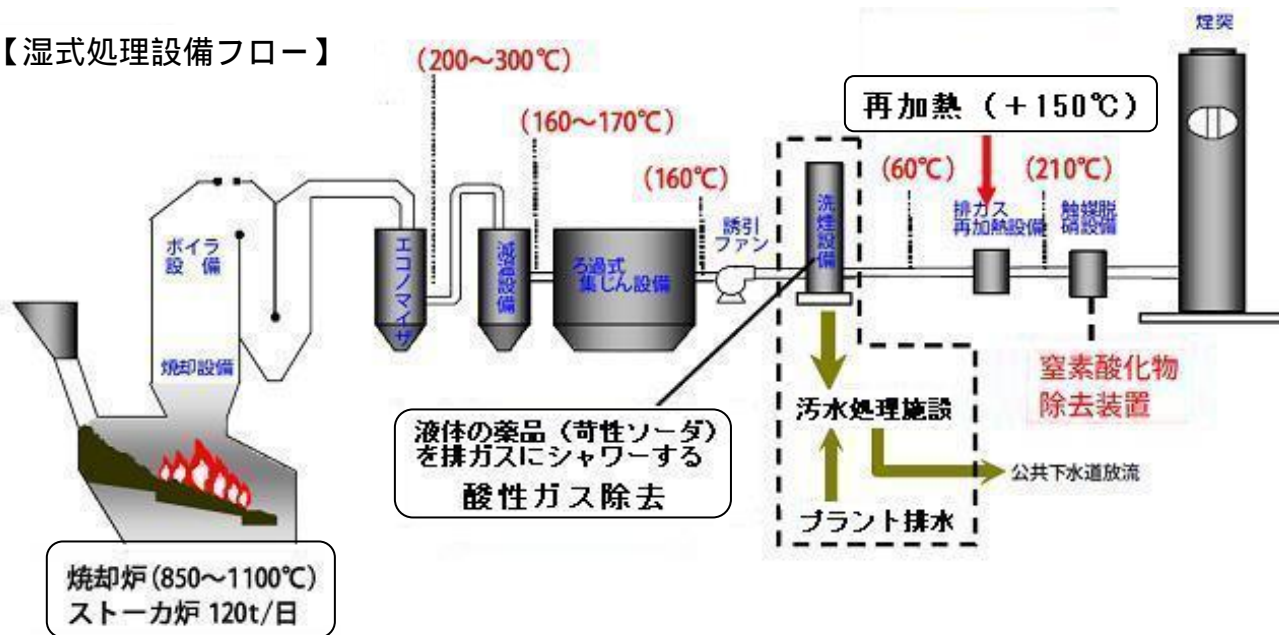 【湿式処理設備フロー】
煙突
(200～300℃)
再加熱（＋150℃）
(160～170℃)
(160℃)
(60℃)
(210℃)
ボイラ
設備
エコノマイザ
減温設備
ろ過式
集じん設備
誘引
ファン
洗煙設備
排ガス
再加熱設備
触媒脱
硝設備
焼却設備
窒素酸化物
除去装置
汚水処理施設
液体の薬品（苛性ソーダ）
を排ガスにシャワーする
酸性ガス除去
公共下水道放流
プラント排水
焼却炉(850～1100℃)
ストーカ炉 120t/日